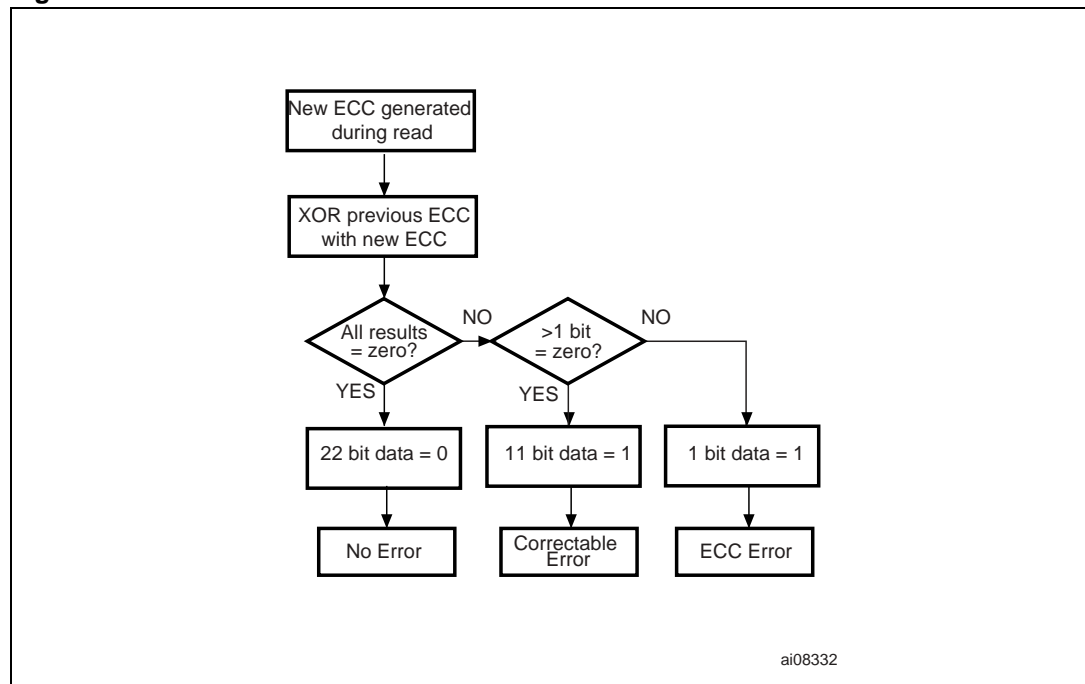 New ECC generated
during read
XOR previous ECC
with new ECC
All results
= zero?
NO
>1 bit
= zero?
NO
YES
YES
22 bit data = 0
11 bit data = 1
1 bit data = 1
No Error
Correctable
Error
ECC Error
ai08332